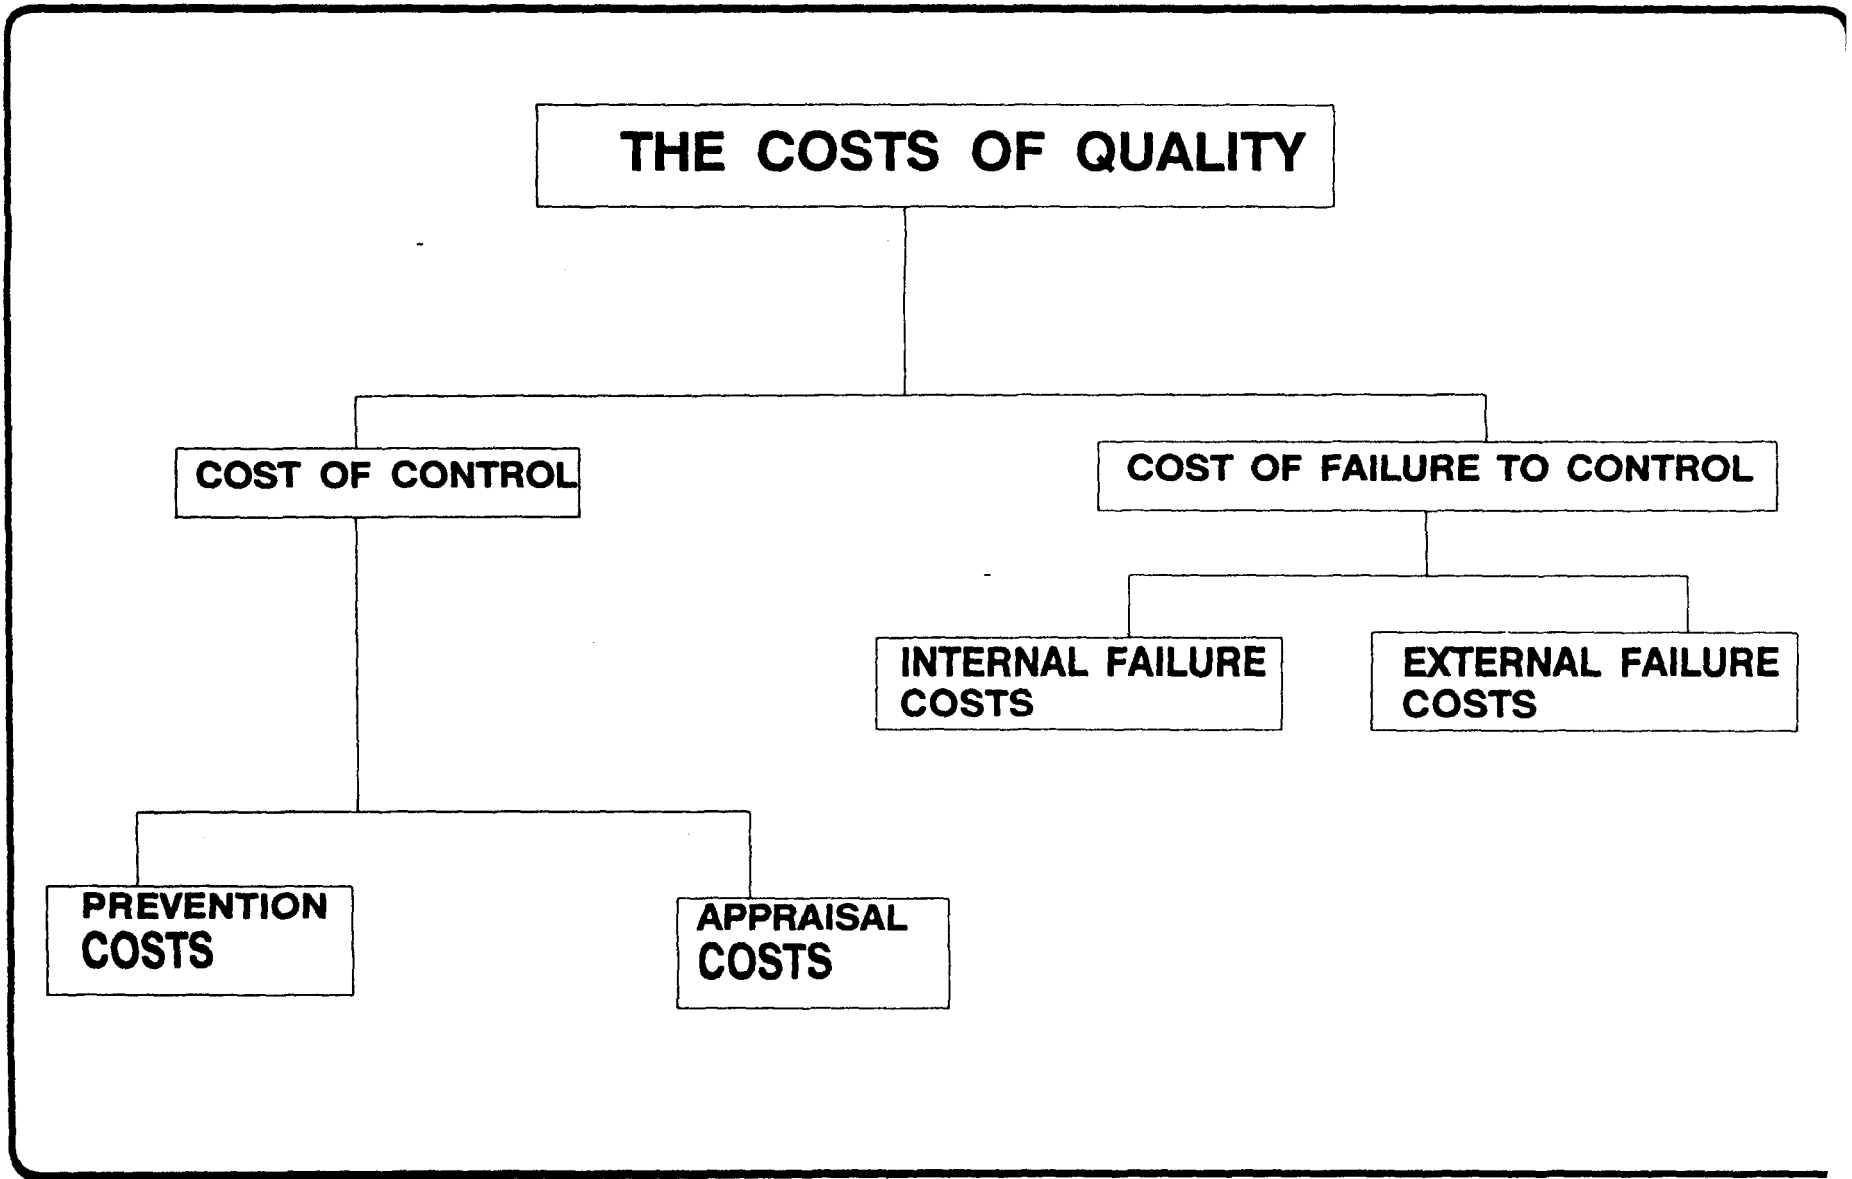 THE COSTS OF QUALITY
COST OF CONTROL
COST OF FAILURE TO CONTROL
INTERNAL FAILURE
COSTS
EXTERNAL FAILURE
COSTS
PREVENTION
COSTS
APPRAISAL
COSTS